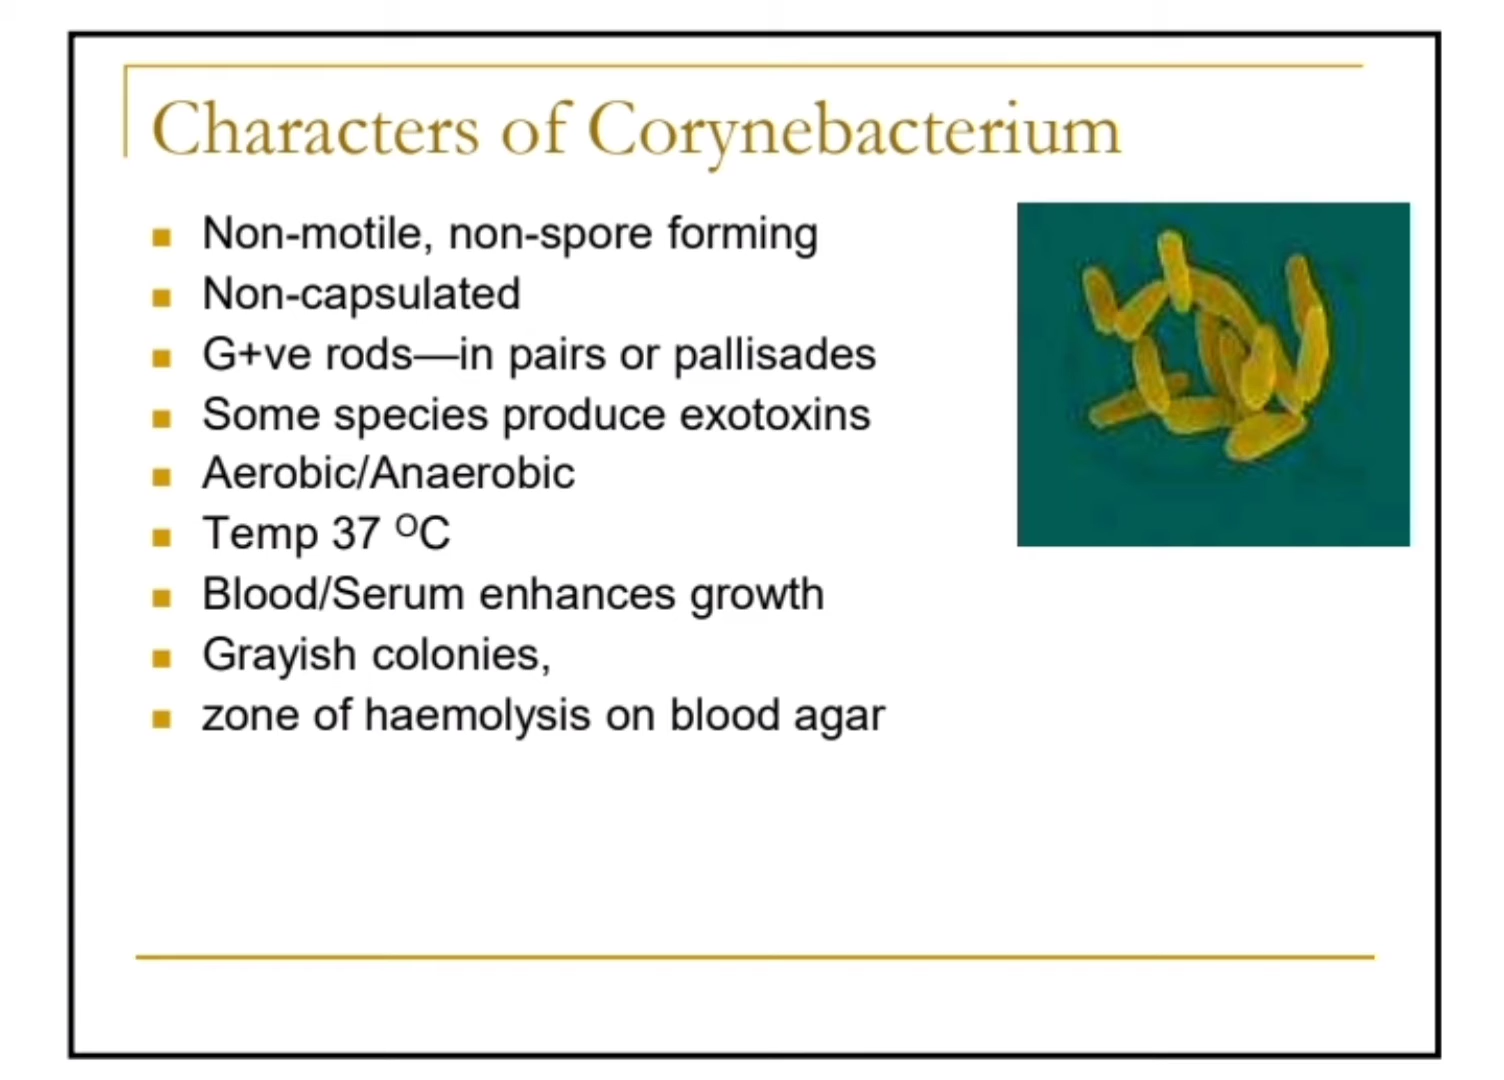 Characters of Corynebacterium
Non-motile, non-spore forming
Non-capsulated
G+ve rods—in pairs or pallisades
Some species produce exotoxins
Aerobic/Anaerobic
Temp 37 ᴼC
Blood/Serum enhances growth
Grayish colonies,
zone of haemolysis on blood agar